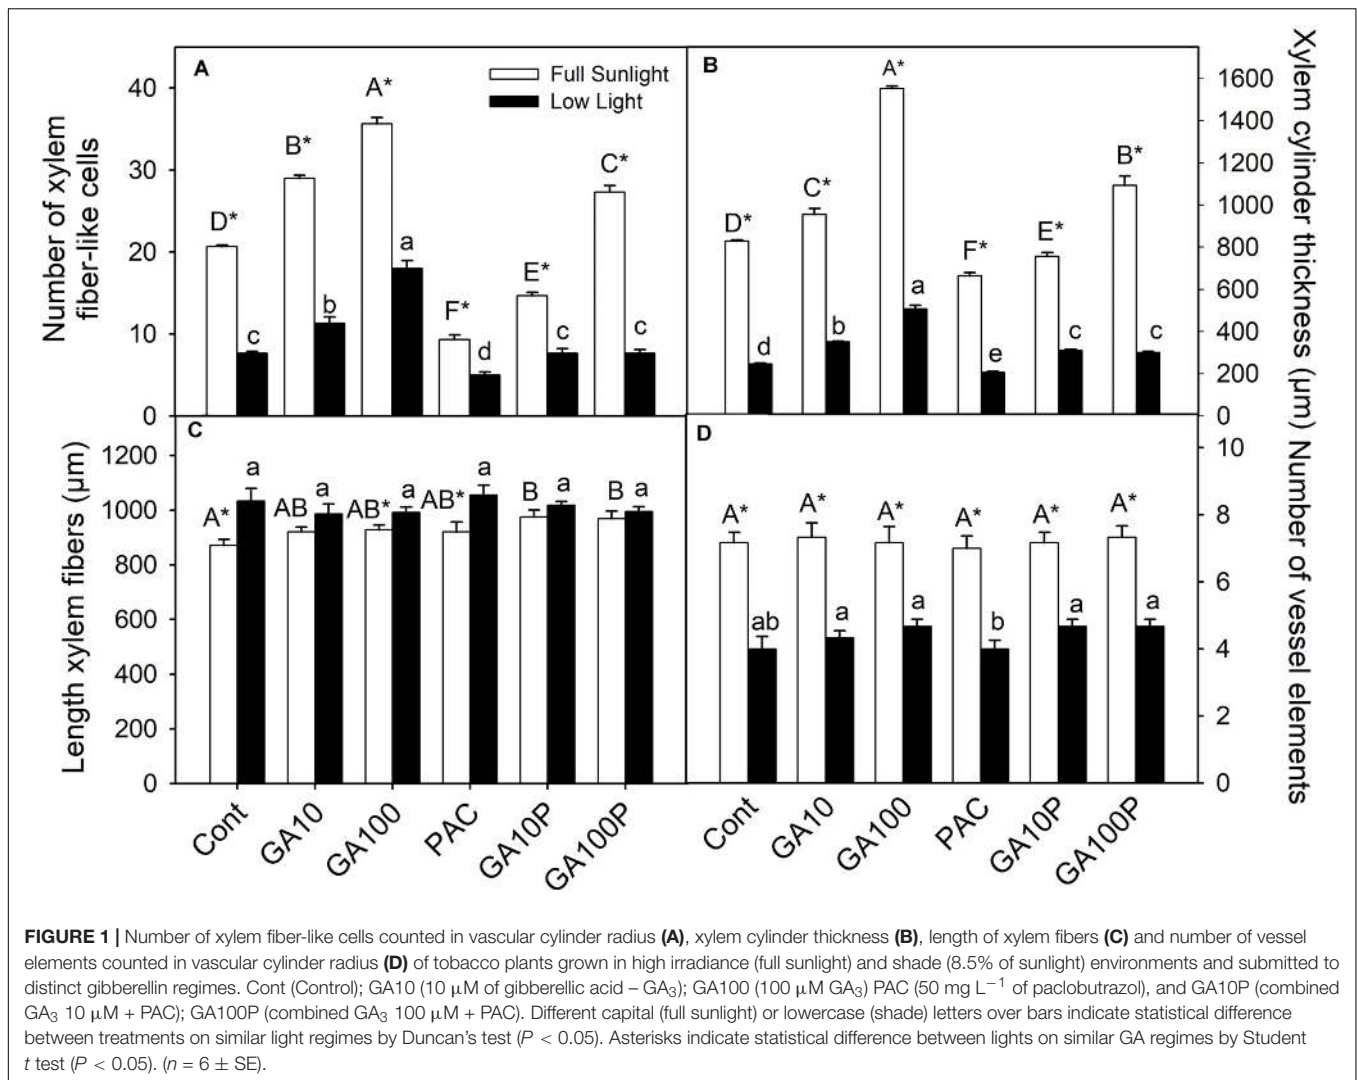 A
Full Sunlight
Low Light
Number of xylem
fiber-like cells
40
30
20
10
0
D*
c
B*
b
A*
a
F*
d
E*
c
C*
c
B
Xylem cylinder thickness (μm)
1600
1400
1200
1000
800
600
400
200
0
D*
d
C*
b
A*
a
F*
e
E*
c
B*
c
C
Length xylem fibers (μm)
1200
1000
800
600
400
200
0
A*
a
AB
a
AB*
a
AB*
a
B
a
B
a
Cont
GA10
GA100
PAC
GA10P
GA100P
D
Number of vessel elements
10
8
6
4
2
0
A*
ab
A*
a
A*
a
A*
b
A*
a
A*
a
Cont
GA10
GA100
PAC
GA10P
GA100P
FIGURE 1 | Number of xylem fiber-like cells counted in vascular cylinder radius (A), xylem cylinder thickness (B), length of xylem fibers (C) and number of vessel
elements counted in vascular cylinder radius (D) of tobacco plants grown in high irradiance (full sunlight) and shade (8.5% of sunlight) environments and submitted to
distinct gibberellin regimes. Cont (Control); GA10 (10 μM of gibberellic acid – GA₃); GA100 (100 μM GA₃) PAC (50 mg L⁻¹ of paclobutrazol), and GA10P (combined
GA₃ 10 μM + PAC); GA100P (combined GA₃ 100 μM + PAC). Different capital (full sunlight) or lowercase (shade) letters over bars indicate statistical difference
between treatments on similar light regimes by Duncan's test (P < 0.05). Asterisks indicate statistical difference between lights on similar GA regimes by Student
t test (P < 0.05). (n = 6 ± SE).